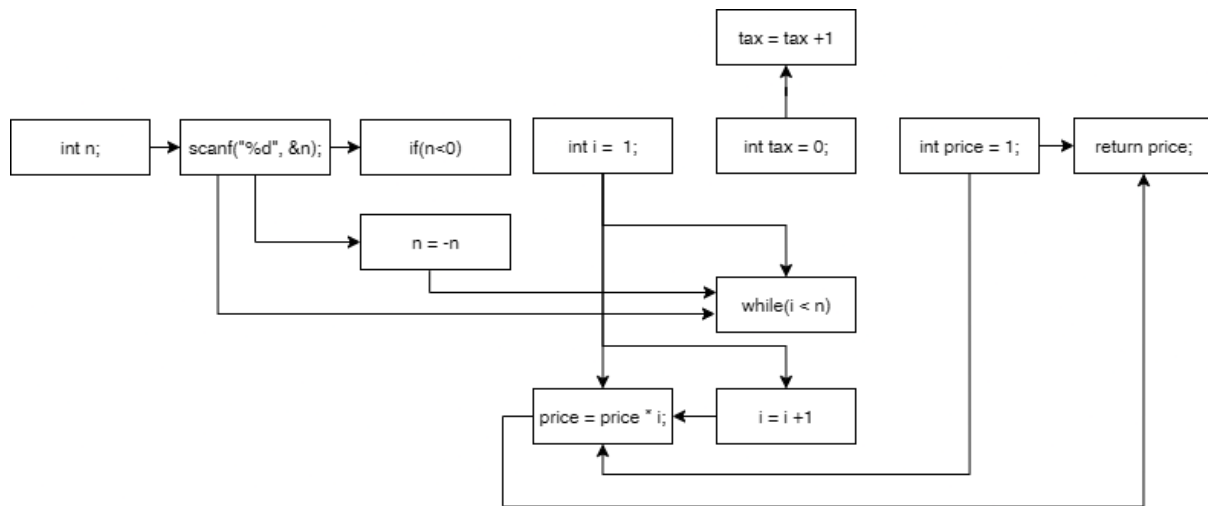 tax = tax +1
int n;
scanf("%d", &n);
if(n<0)
int i =  1;
int tax = 0;
int price = 1;
return price;
n = -n
while(i < n)
price = price * i;
i = i +1